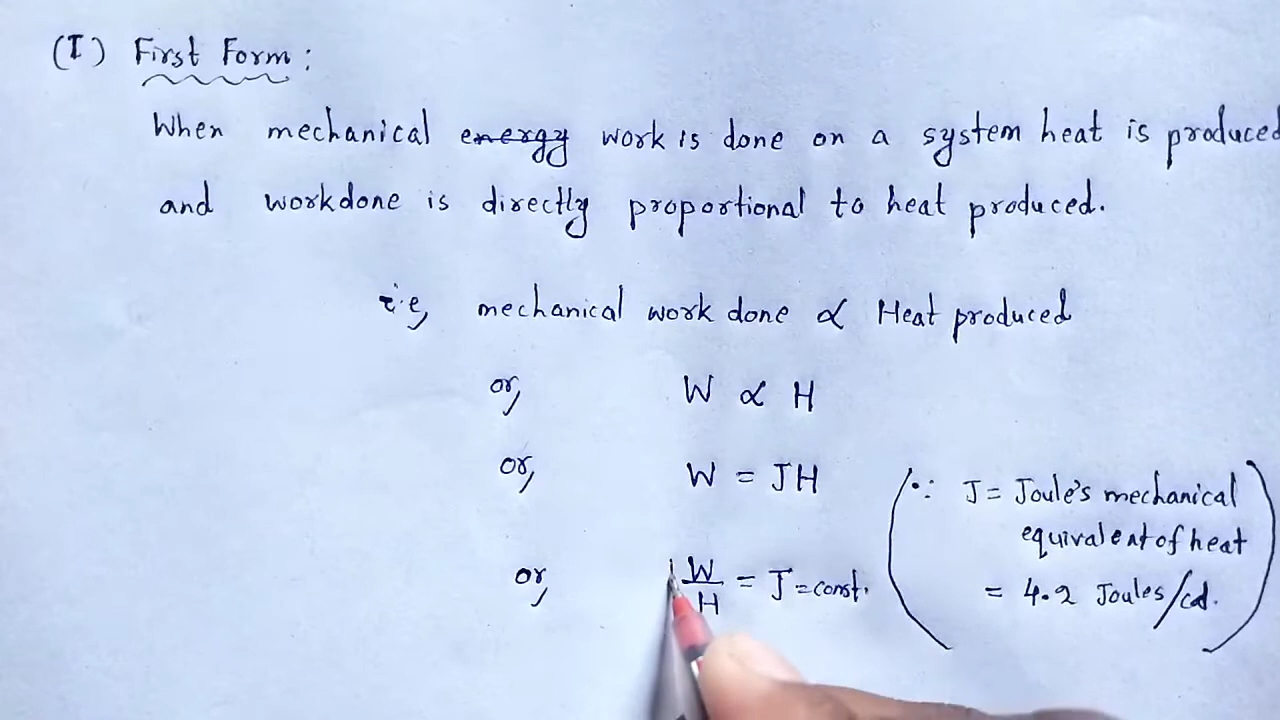 (I) First Form:
When mechanical energy work is done on a system heat is produced
and workdone is directly proportional to heat produced.
i.e, mechanical work done ∝ Heat produced
or, W ∝ H
or, W = JH (∵ J = Joule's mechanical
equivalent of heat
or, W/H = J = const. = 4.2 Joules/cal.)